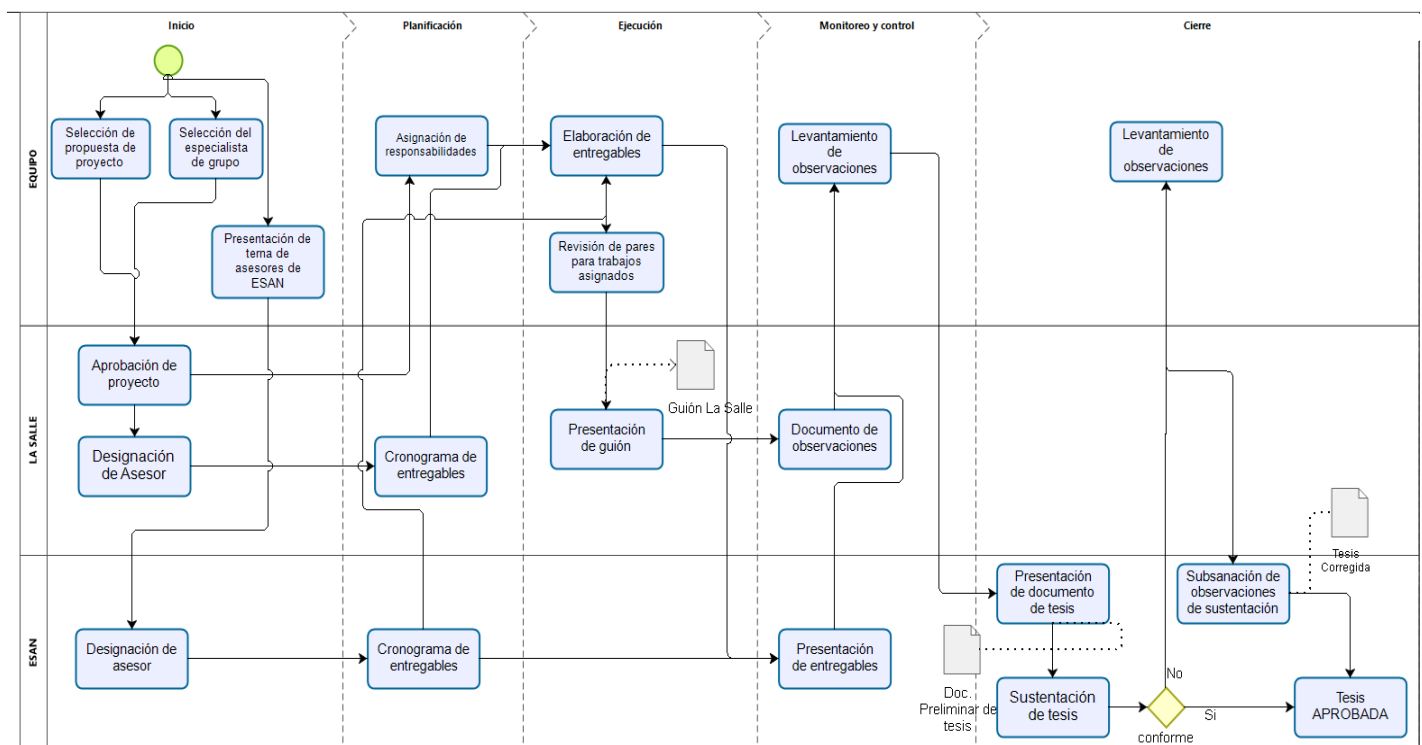 Inicio
Planificación
Ejecución
Monitoreo y control
Cierre
EQUIPO
Selección de
propuesta de
proyecto
Selección del
especialista
de grupo
Presentación de
tema de
asesores de
ESAN
Asignación de
responsabilidades
Elaboración de
entregables
Revisión de pares
para trabajos
asignados
Levantamiento
de
observaciones
Levantamiento
de
observaciones
LA SALLE
Aprobación de
proyecto
Designación
de Asesor
Cronograma de
entregables
Guión La Salle
Presentación
de guión
Documento de
observaciones
Tesis
Corregida
ESAN
Designación de
asesor
Cronograma de
entregables
Presentación
de entregables
Presentación
de documento
de tesis
Doc.
Preliminar de
tesis
Sustentación
de tesis
No
Si
conforme
Subsanación de
observaciones
de sustentación
Tesis
APROBADA